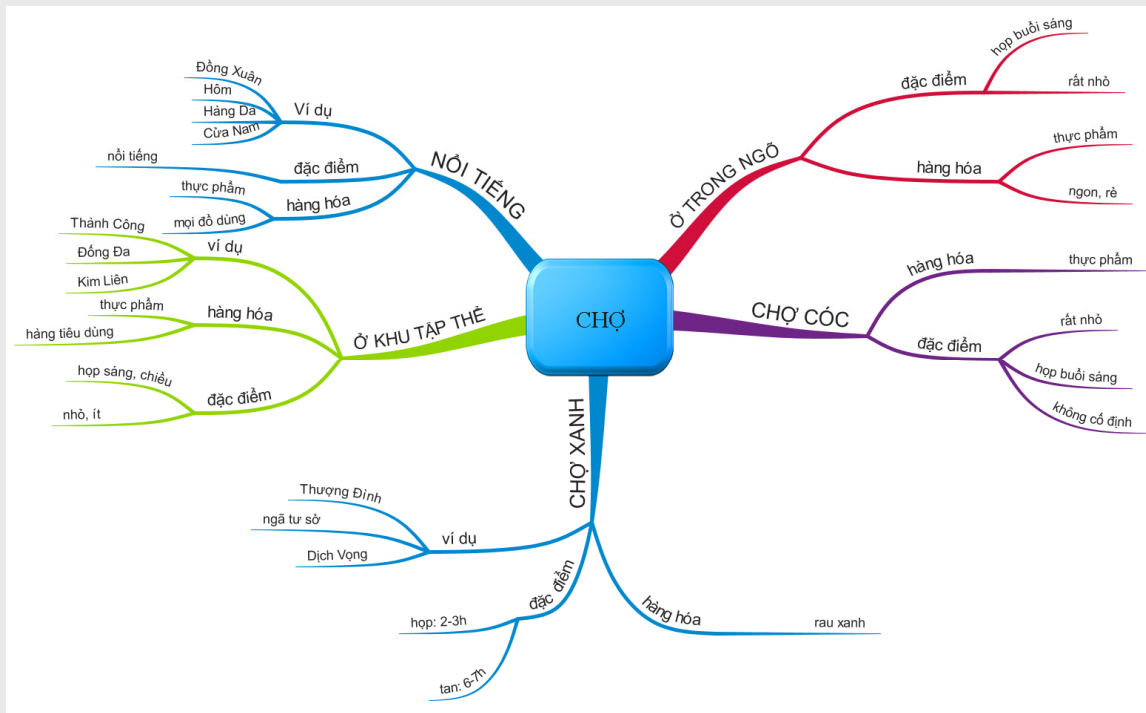 CHỢ
NỔI TIẾNG
Ví dụ
Đồng Xuân
Hôm
Hàng Da
Cửa Nam
đặc điểm
nổi tiếng
hàng hóa
thực phẩm
mọi đồ dùng
Ở KHU TẬP THỂ
ví dụ
Thành Công
Đống Đa
Kim Liên
hàng hóa
thực phẩm
hàng tiêu dùng
đặc điểm
họp sáng, chiều
nhỏ, ít
Ở TRONG NGÕ
đặc điểm
họp buổi sáng
rất nhỏ
hàng hóa
thực phẩm
ngon, rẻ
CHỢ CÓC
hàng hóa
thực phẩm
đặc điểm
rất nhỏ
họp buổi sáng
không cố định
CHỢ XANH
ví dụ
Thượng Đình
ngã tư sở
Dịch Vọng
đặc điểm
họp: 2-3h
tan: 6-7h
hàng hóa
rau xanh